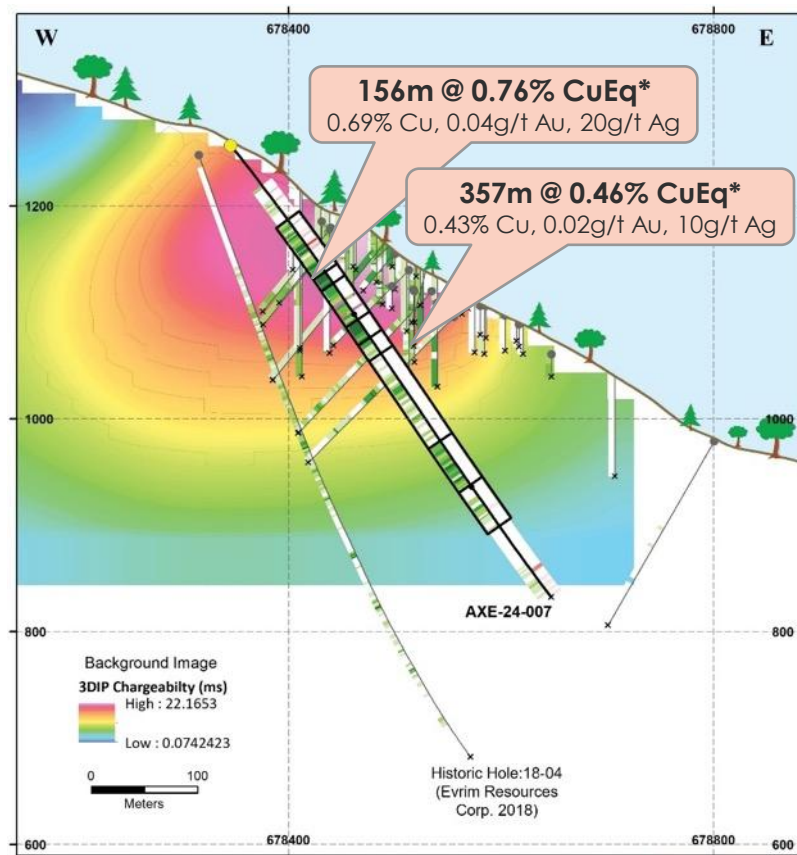 W
678400
678800
E
156m @ 0.76% CuEq*
0.69% Cu, 0.04g/t Au, 20g/t Ag
357m @ 0.46% CuEq*
0.43% Cu, 0.02g/t Au, 10g/t Ag
1200
1000
1000
AXE-24-007
800
800
Background Image
3DIP Chargeabilty (ms)
High : 22.1653
Low : 0.0742423
0
100
Meters
Historic Hole:18-04
(Evrim Resources
Corp. 2018)
600
678400
678800
600